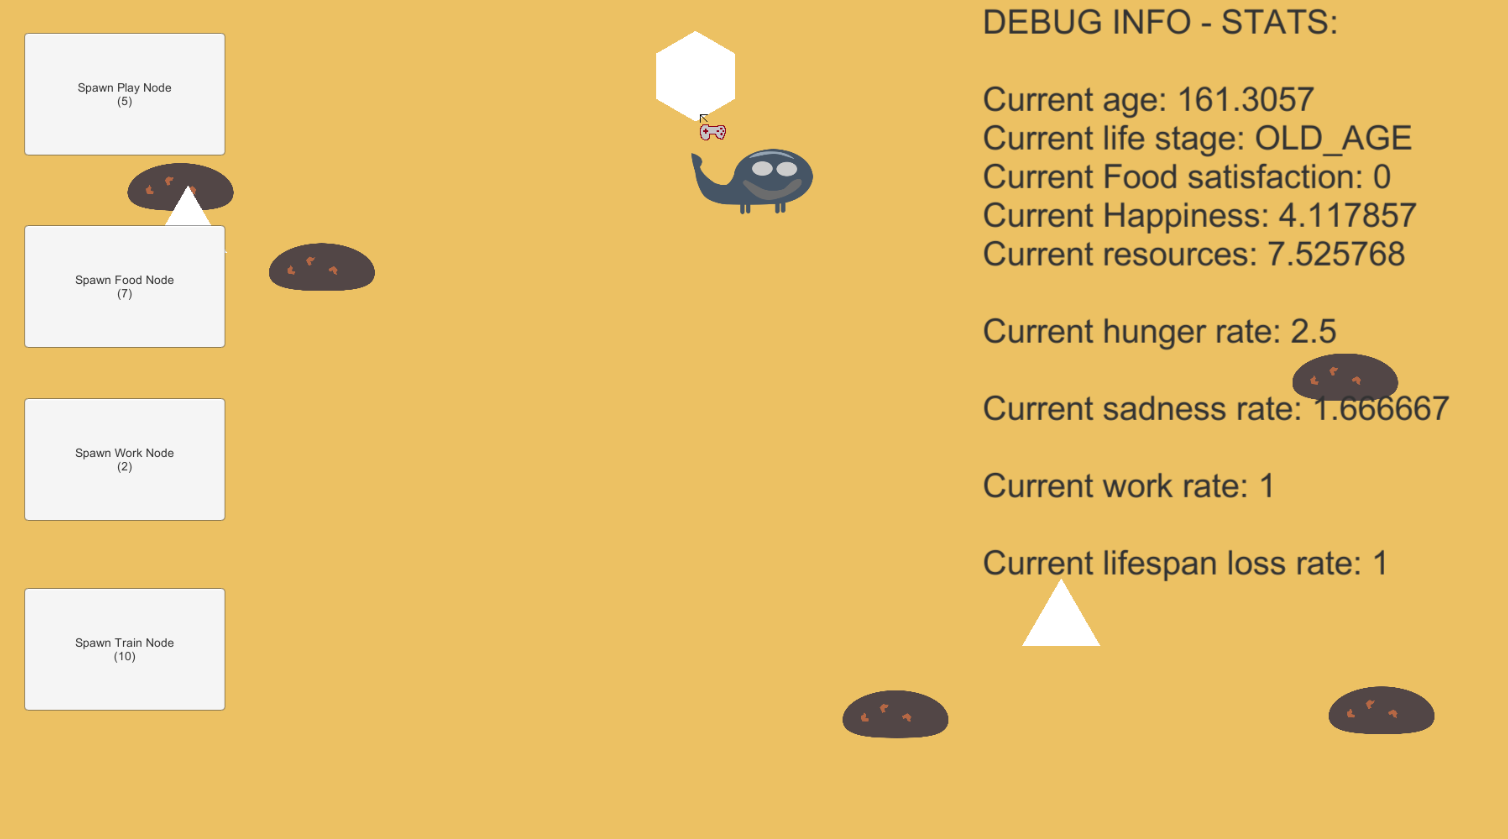 Spawn Play Node
(5)
Spawn Food Node
(7)
Spawn Work Node
(2)
Spawn Train Node
(10)
DEBUG INFO - STATS:
Current age: 161.3057
Current life stage: OLD_AGE
Current Food satisfaction: 0
Current Happiness: 4.117857
Current resources: 7.525768
Current hunger rate: 2.5
Current sadness rate: 1.666667
Current work rate: 1
Current lifespan loss rate: 1